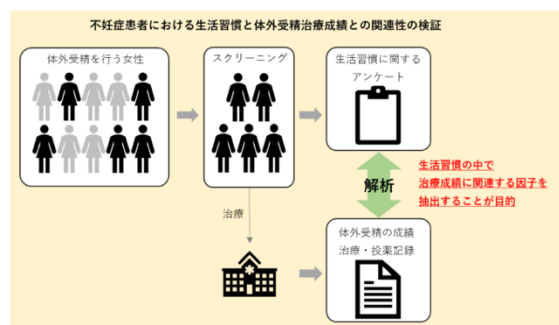 不妊症患者における生活習慣と体外受精治療成績との関連性の検証
体外受精を行う女性
スクリーニング
生活習慣に関する
アンケート
生活習慣の中で
治療成績に関連する因子を
抽出することが目的
解析
治療
体外受精の成績
治療・投薬記録